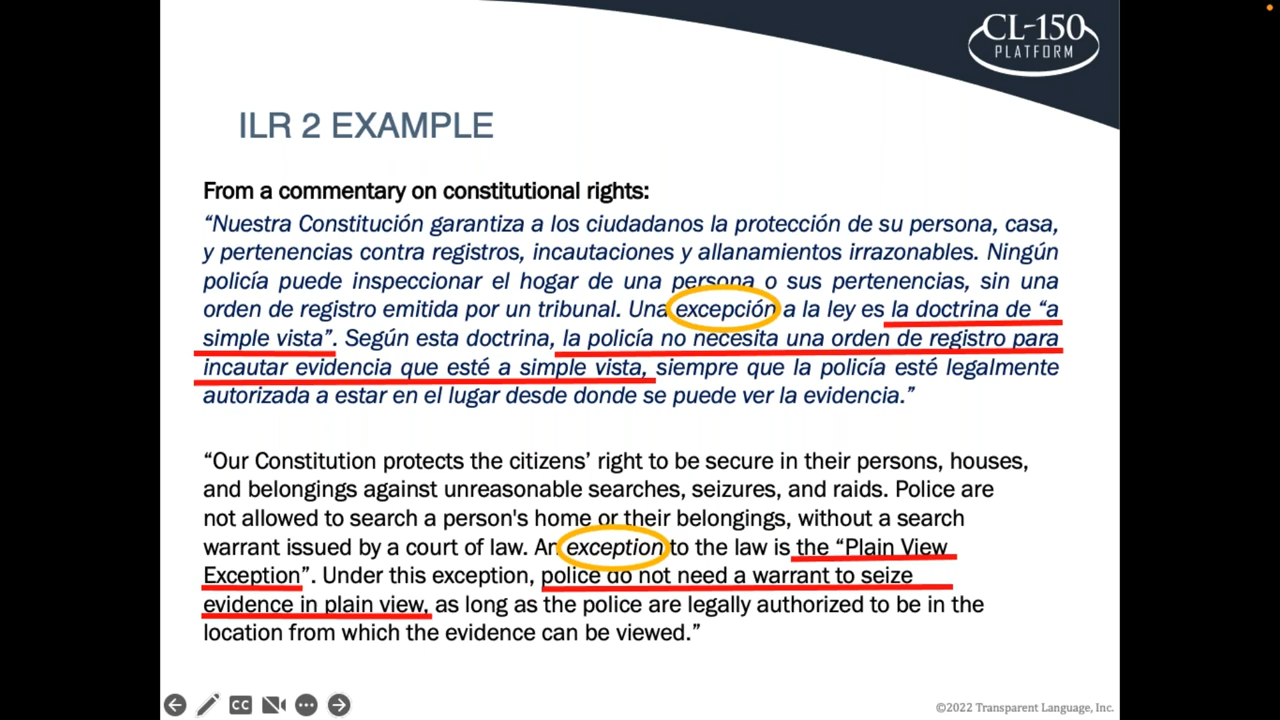 CL-150
PLATFORM
ILR 2 EXAMPLE
From a commentary on constitutional rights:
“Nuestra Constitución garantiza a los ciudadanos la protección de su persona, casa,
y pertenencias contra registros, incautaciones y allanamientos irrazonables. Ningún
policía puede inspeccionar el hogar de una persona o sus pertenencias, sin una
orden de registro emitida por un tribunal. Una excepción a la ley es la doctrina de “a
simple vista”. Según esta doctrina, la policía no necesita una orden de registro para
incautar evidencia que esté a simple vista, siempre que la policía esté legalmente
autorizada a estar en el lugar desde donde se puede ver la evidencia.”
“Our Constitution protects the citizens’ right to be secure in their persons, houses,
and belongings against unreasonable searches, seizures, and raids. Police are
not allowed to search a person's home or their belongings, without a search
warrant issued by a court of law. An exception to the law is the “Plain View
Exception”. Under this exception, police do not need a warrant to seize
evidence in plain view, as long as the police are legally authorized to be in the
location from which the evidence can be viewed.”
CC
©2022 Transparent Language, Inc.